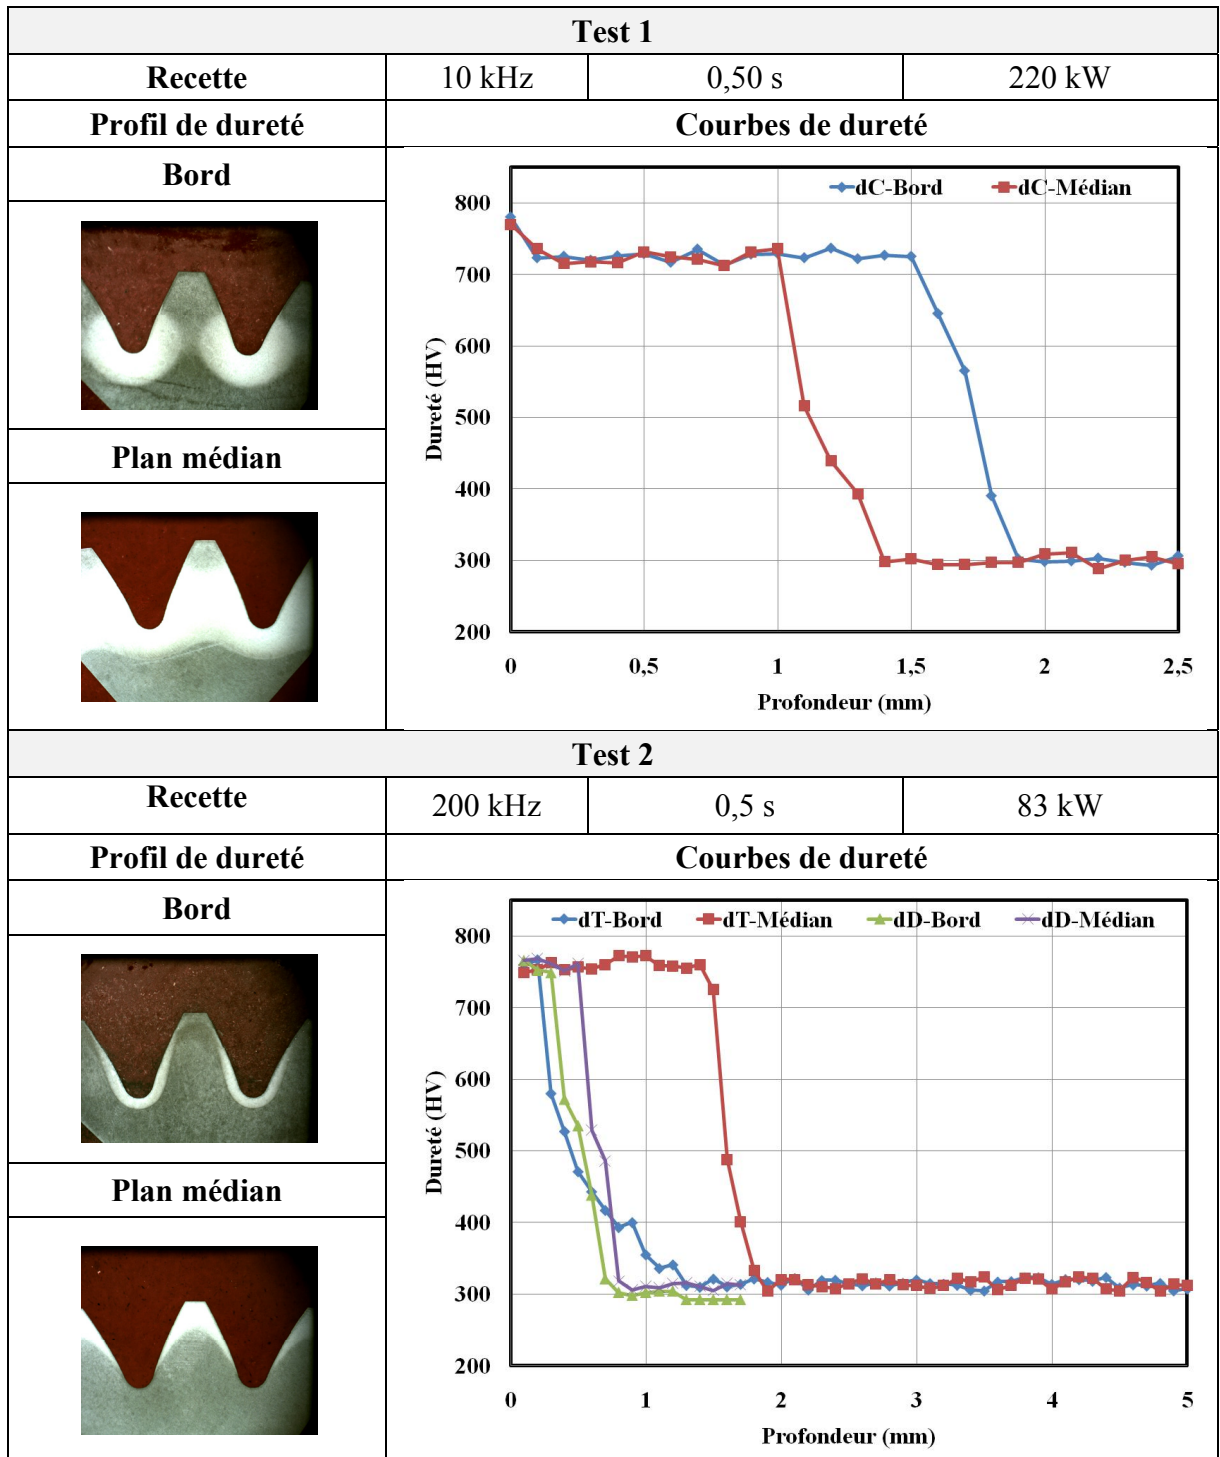 Test 1
Recette 10 kHz 0,50 s 220 kW
Profil de dureté Courbes de dureté
Bord
dC-Bord dC-Médian
800
700
600
500
400
300
200
Dureté (HV)
0 0,5 1 1,5 2 2,5
Profondeur (mm)
Plan médian
Test 2
Recette 200 kHz 0,5 s 83 kW
Profil de dureté Courbes de dureté
Bord
dT-Bord dT-Médian dD-Bord dD-Médian
800
700
600
500
400
300
200
Dureté (HV)
0 1 2 3 4 5
Profondeur (mm)
Plan médian